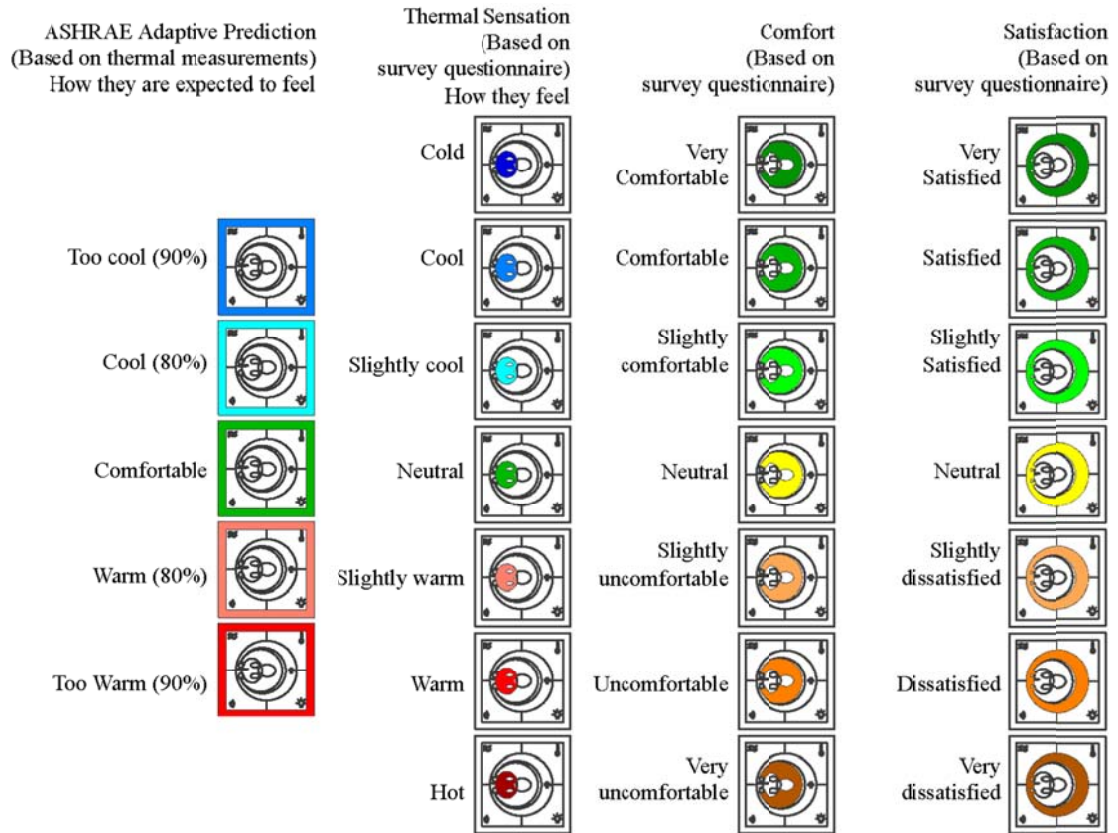 ASHRAE Adaptive Prediction
(Based on thermal measurements)
How they are expected to feel
Too cool (90%)
Cool (80%)
Comfortable
Warm (80%)
Too Warm (90%)
Thermal Sensation
(Based on
survey questionnaire)
How they feel
Cold
Cool
Slightly cool
Neutral
Slightly warm
Warm
Hot
Comfort
(Based on
survey questionnaire)
Very
Comfortable
Comfortable
Slightly
comfortable
Neutral
Slightly
uncomfortable
Uncomfortable
Very
uncomfortable
Satisfaction
(Based on
survey questionnaire)
Very
Satisfied
Satisfied
Slightly
Satisfied
Neutral
Slightly
dissatisfied
Dissatisfied
Very
dissatisfied